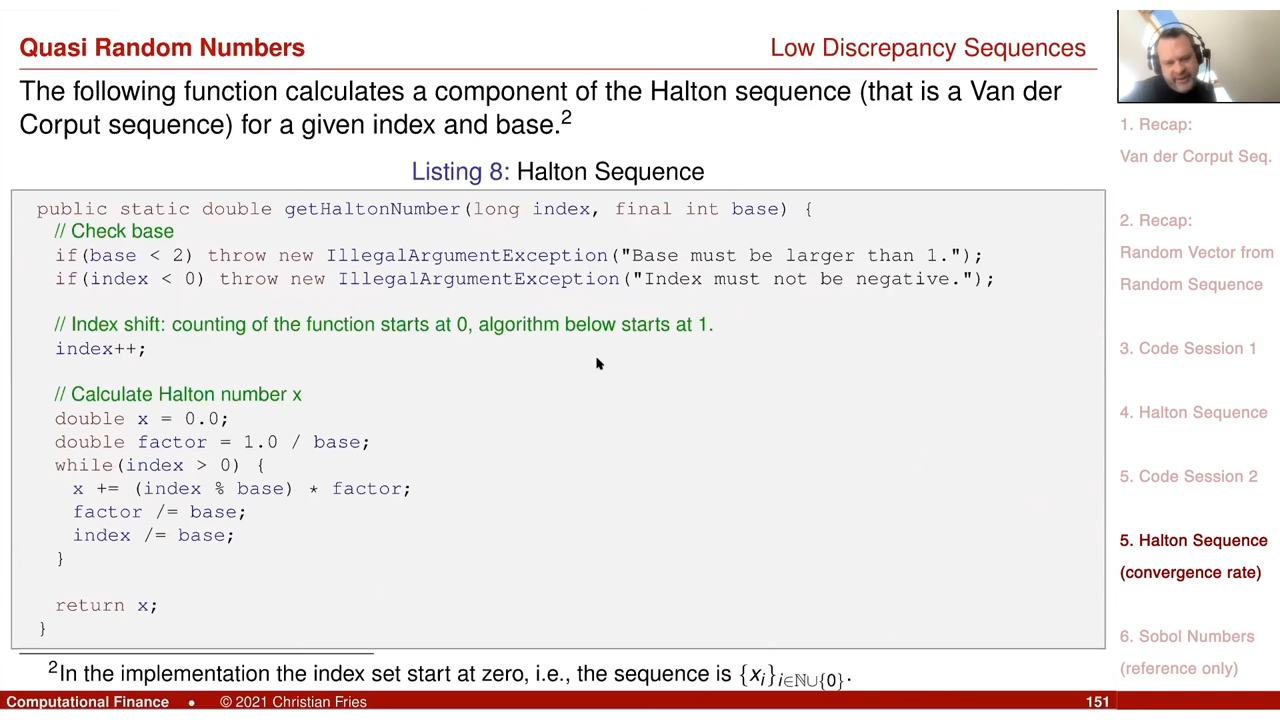 Quasi Random Numbers
Low Discrepancy Sequences
The following function calculates a component of the Halton sequence (that is a Van der
Corput sequence) for a given index and base.2
Listing 8: Halton Sequence
public static double getHaltonNumber(long index, final int base) {
// Check base
if(base < 2) throw new IllegalArgumentException("Base must be larger than 1.");
if(index < 0) throw new IllegalArgumentException("Index must not be negative.");
// Index shift: counting of the function starts at 0, algorithm below starts at 1.
index++;
// Calculate Halton number x
double x = 0.0;
double factor = 1.0 / base;
while(index > 0) {
x += (index % base) * factor;
factor /= base;
index /= base;
}
return x;
}
2In the implementation the index set start at zero, i.e., the sequence is {xi}i∈ℕ∪{0}.
Computational Finance • © 2021 Christian Fries
151
1. Recap:
Van der Corput Seq.
2. Recap:
Random Vector from
Random Sequence
3. Code Session 1
4. Halton Sequence
5. Code Session 2
5. Halton Sequence
(convergence rate)
6. Sobol Numbers
(reference only)